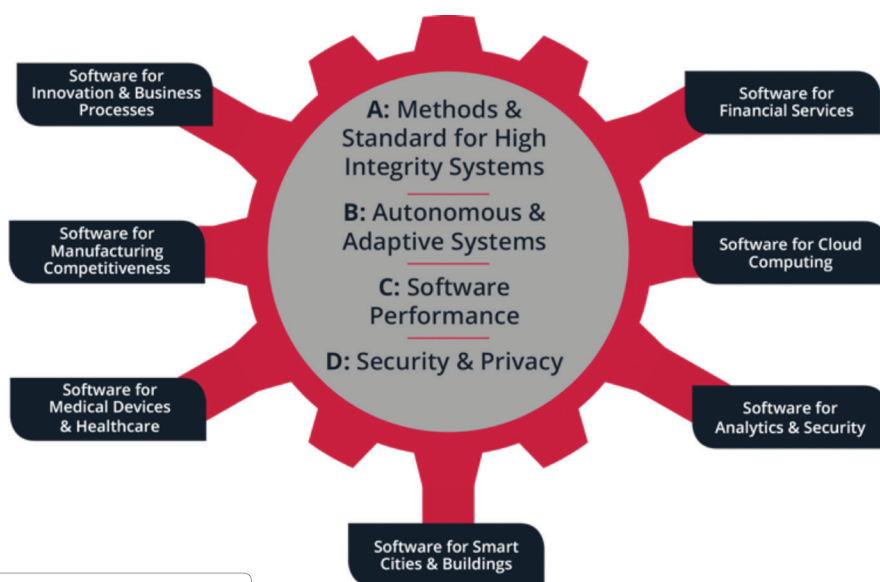 Software for
Innovation & Business
Processes
Software for
Manufacturing
Competitiveness
Software for
Medical Devices
& Healthcare
A: Methods &
Standard for High
Integrity Systems
B: Autonomous &
Adaptive Systems
C: Software
Performance
D: Security & Privacy
Software for
Financial Services
Software for Cloud
Computing
Software for
Analytics & Security
Software for Smart
Cities & Buildings